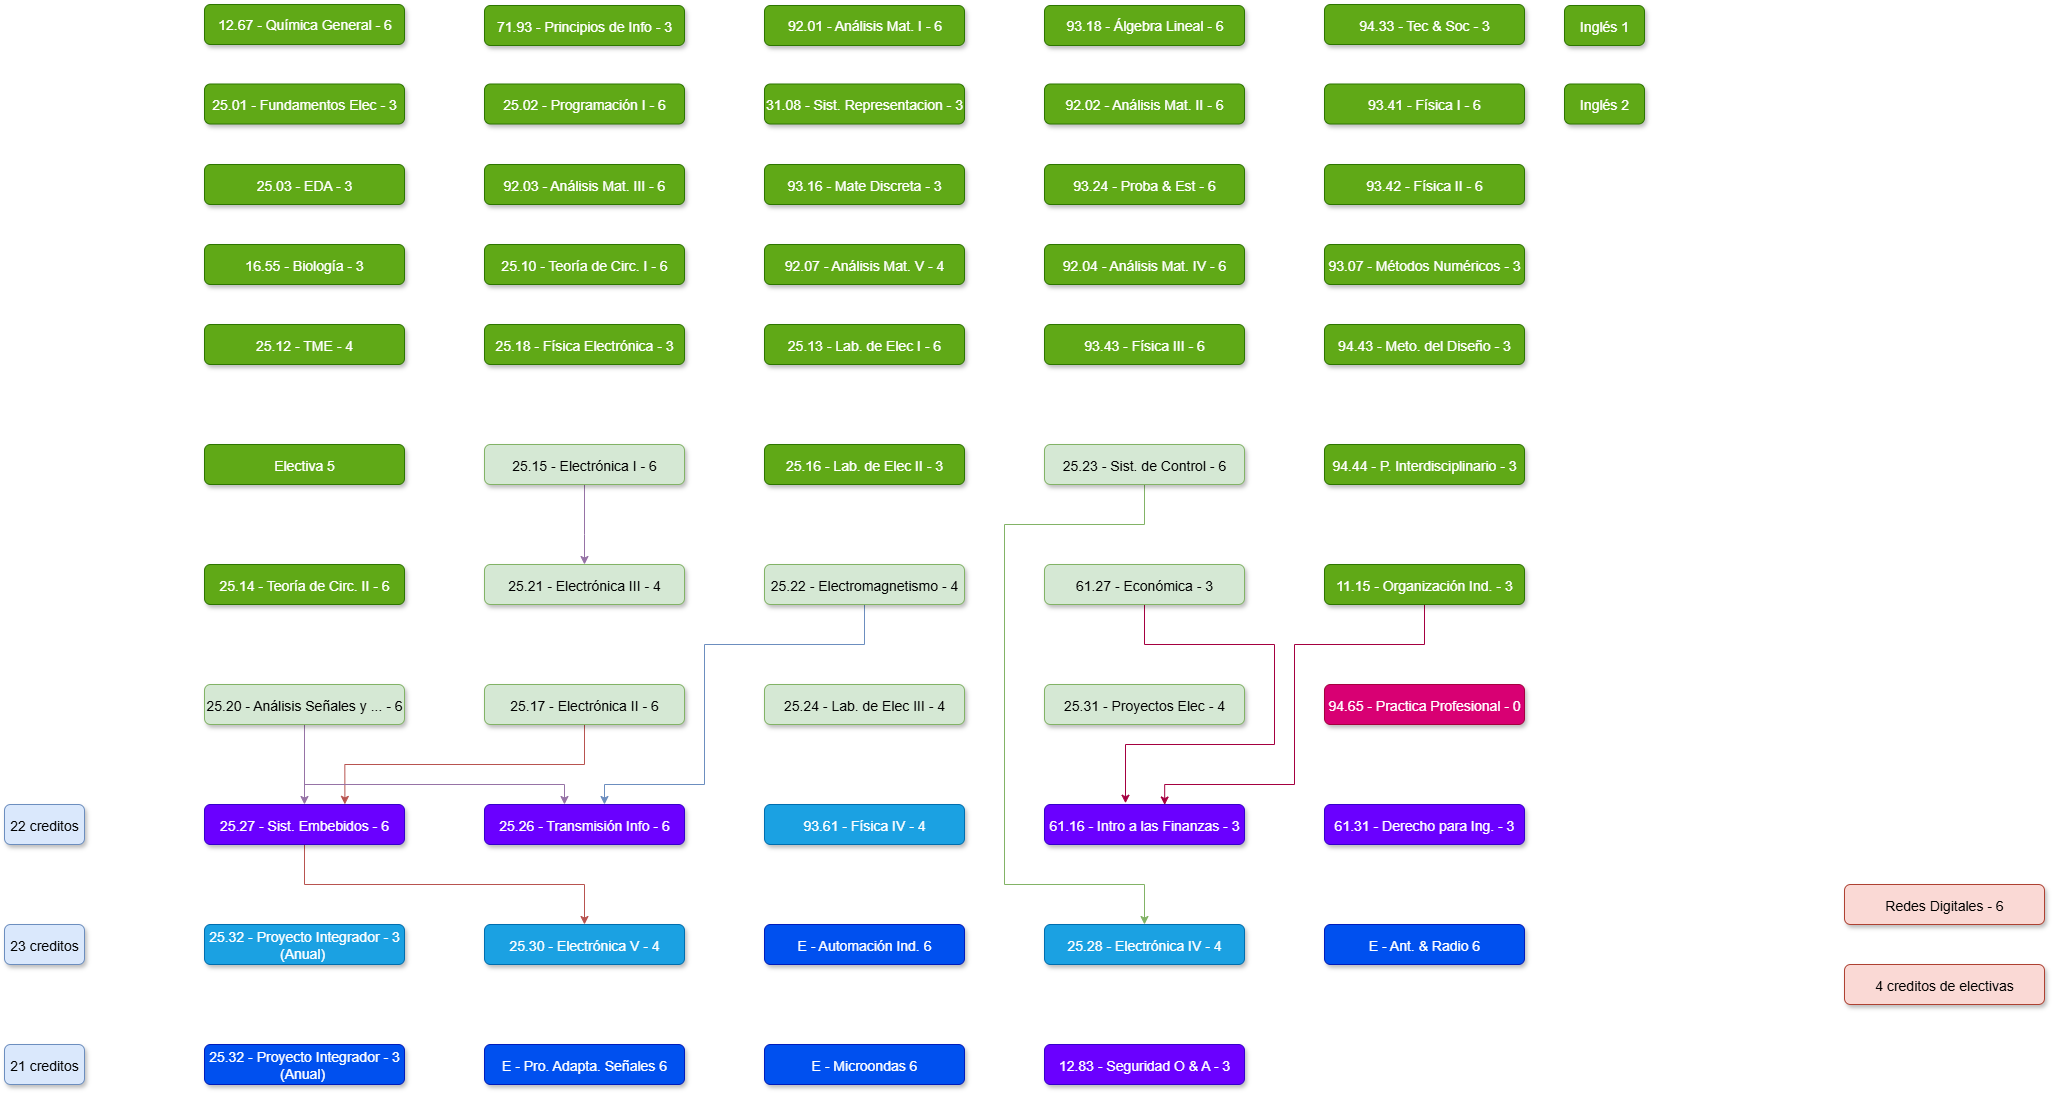 12.67 - Química General - 6
71.93 - Principios de Info - 3
92.01 - Análisis Mat. I - 6
93.18 - Álgebra Lineal - 6
94.33 - Tec & Soc - 3
Inglés 1
25.01 - Fundamentos Elec - 3
25.02 - Programación I - 6
31.08 - Sist. Representacion - 3
92.02 - Análisis Mat. II - 6
93.41 - Física I - 6
Inglés 2
25.03 - EDA - 3
92.03 - Análisis Mat. III - 6
93.16 - Mate Discreta - 3
93.24 - Proba & Est - 6
93.42 - Física II - 6
16.55 - Biología - 3
25.10 - Teoría de Circ. I - 6
92.07 - Análisis Mat. V - 4
92.04 - Análisis Mat. IV - 6
93.07 - Métodos Numéricos - 3
25.12 - TME - 4
25.18 - Física Electrónica - 3
25.13 - Lab. de Elec I - 6
93.43 - Física III - 6
94.43 - Meto. del Diseño - 3
Electiva 5
25.15 - Electrónica I - 6
25.16 - Lab. de Elec II - 3
25.23 - Sist. de Control - 6
94.44 - P. Interdisciplinario - 3
25.14 - Teoría de Circ. II - 6
25.21 - Electrónica III - 4
25.22 - Electromagnetismo - 4
61.27 - Económica - 3
11.15 - Organización Ind. - 3
25.20 - Análisis Señales y ... - 6
25.17 - Electrónica II - 6
25.24 - Lab. de Elec III - 4
25.31 - Proyectos Elec - 4
94.65 - Practica Profesional - 0
22 creditos
25.27 - Sist. Embebidos - 6
25.26 - Transmisión Info - 6
93.61 - Física IV - 4
61.16 - Intro a las Finanzas - 3
61.31 - Derecho para Ing. - 3
Redes Digitales - 6
23 creditos
25.32 - Proyecto Integrador - 3
(Anual)
25.30 - Electrónica V - 4
E - Automación Ind. 6
25.28 - Electrónica IV - 4
E - Ant. & Radio 6
4 creditos de electivas
21 creditos
25.32 - Proyecto Integrador - 3
(Anual)
E - Pro. Adapta. Señales 6
E - Microondas 6
12.83 - Seguridad O & A - 3